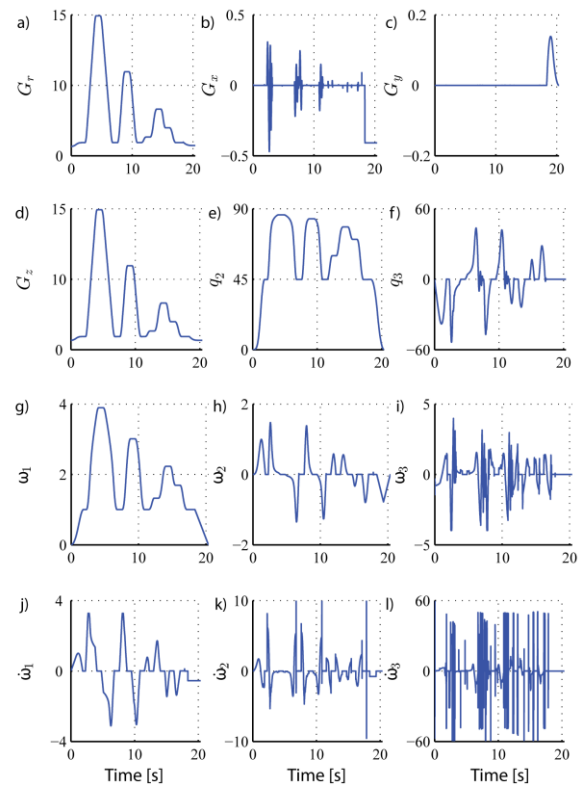 a)
15
10
0
G_r
0
10
20
b)
0.5
0
−0.5
G_x
0
10
20
c)
0.2
0
−0.2
G_y
0
10
20
d)
15
10
0
G_z
0
10
20
e)
90
45
0
q_2
0
10
20
f)
60
0
−60
q_3
0
10
20
g)
4
2
0
ω_1
0
10
20
h)
2
0
−2
ω_2
0
10
20
i)
5
0
−5
ω_3
0
10
20
j)
4
0
−4
ω̇_1
0
10
20
Time [s]
k)
10
0
−10
ω̇_2
0
10
20
Time [s]
l)
60
0
−60
ω̇_3
0
10
20
Time [s]